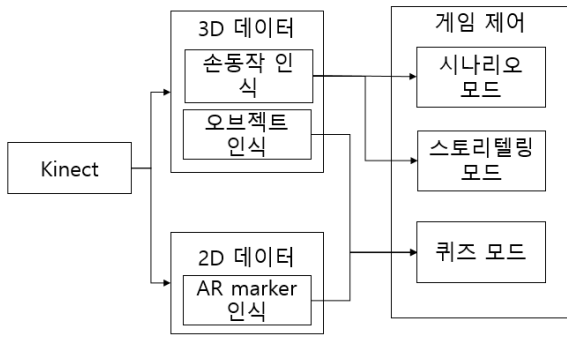 Kinect
3D 데이터
손동작 인
식
오브젝트
인식
2D 데이터
AR marker
인식
게임 제어
시나리오
모드
스토리텔링
모드
퀴즈 모드